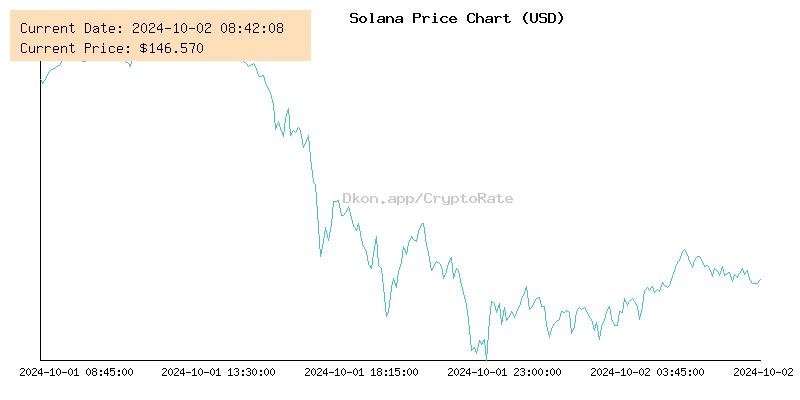 Solana Price Chart (USD)
Current Date: 2024-10-02 08:42:08
Current Price: $146.570
Dkon.app/CryptoRate
2024-10-01 08:45:00 2024-10-01 13:30:00 2024-10-01 18:15:00 2024-10-01 23:00:00 2024-10-02 03:45:00 2024-10-02